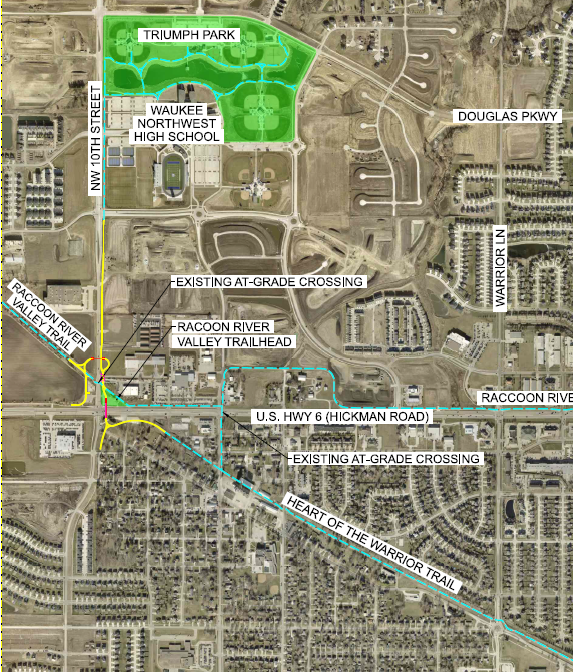 TRIUMPH PARK
WAUKEE
NORTHWEST
HIGH SCHOOL
NW 10TH STREET
DOUGLAS PKWY
WARRIOR LN
RACCOON RIVER
VALLEY TRAIL
EXISTING AT-GRADE CROSSING
RACOON RIVER
VALLEY TRAILHEAD
RACCOON RIVE
U.S. HWY 6 (HICKMAN ROAD)
EXISTING AT-GRADE CROSSING
HEART OF THE WARRIOR TRAIL